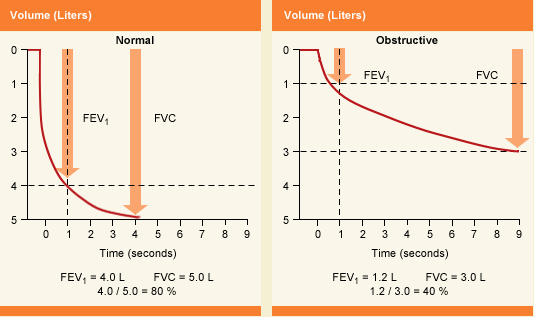 Volume (Liters)
Normal
0
1
2
3
4
5
FEV1
FVC
0 1 2 3 4 5 6 7 8 9
Time (seconds)
FEV1 = 4.0 L FVC = 5.0 L
4.0 / 5.0 = 80 %
Volume (Liters)
Obstructive
0
1
2
3
4
5
FEV1
FVC
0 1 2 3 4 5 6 7 8 9
Time (seconds)
FEV1 = 1.2 L FVC = 3.0 L
1.2 / 3.0 = 40 %